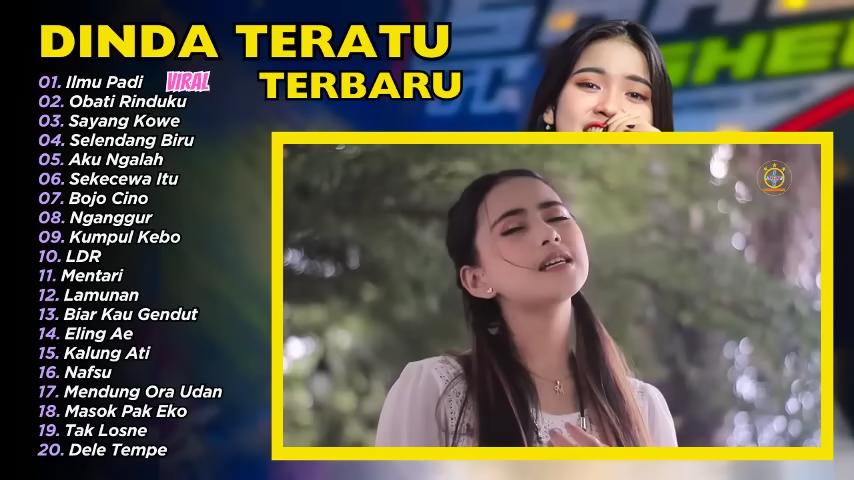 DINDA TERATU
TERBARU
01. Ilmu Padi VIRAL
02. Obati Rinduku
03. Sayang Kowe
04. Selendang Biru
05. Aku Ngalah
06. Sekecewa Itu
07. Bojo Cino
08. Nganggur
09. Kumpul Kebo
10. LDR
11. Mentari
12. Lamunan
13. Biar Kau Gendut
14. Eling Ae
15. Kalung Ati
16. Nafsu
17. Mendung Ora Udan
18. Masok Pak Eko
19. Tak Losne
20. Dele Tempe